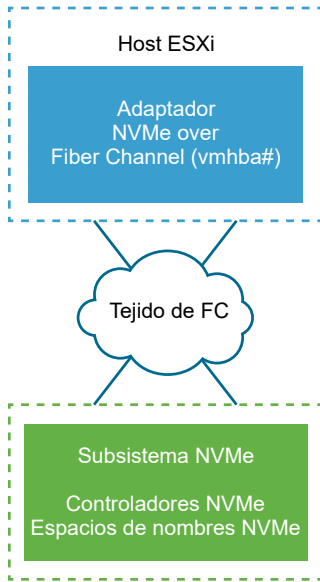 Host ESXi
Adaptador
NVMe over
Fiber Channel (vmhba#)
Tejido de FC
Subsistema NVMe
Controladores NVMe
Espacios de nombres NVMe